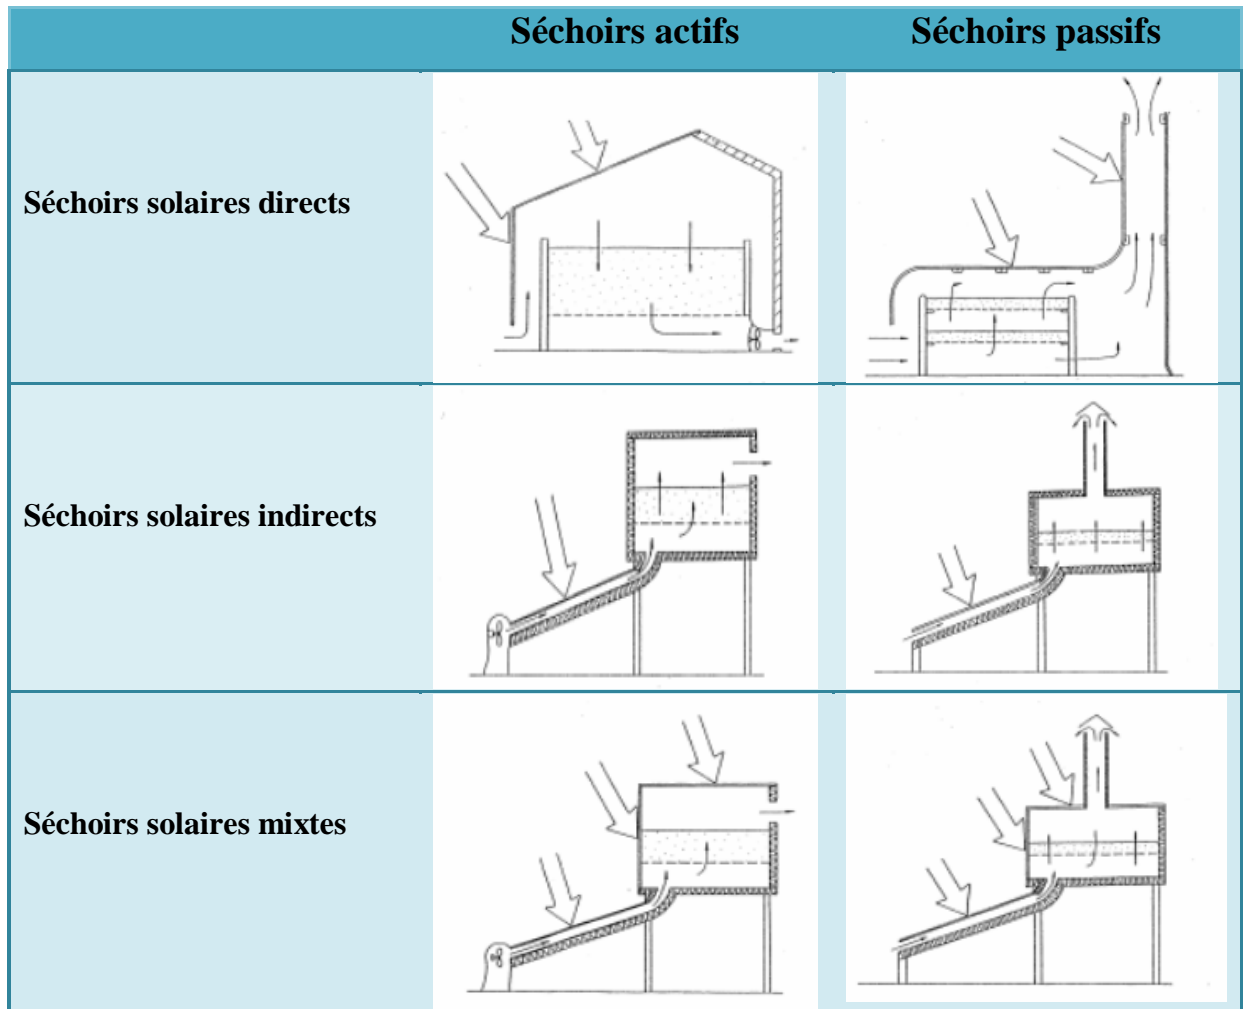 Séchoirs actifs
Séchoirs passifs
Séchoirs solaires directs
Séchoirs solaires indirects
Séchoirs solaires mixtes